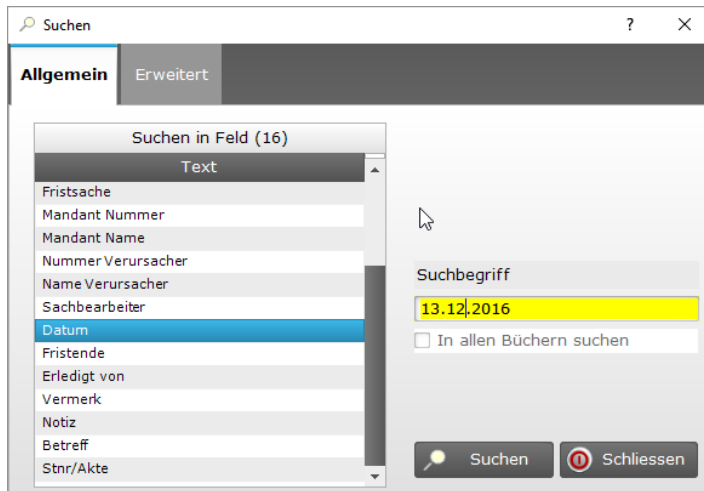 Suchen
?
Allgemein
Erweitert
Suchen in Feld (16)
Text
Fristsache
Mandant Nummer
Mandant Name
Nummer Verursacher
Name Verursacher
Sachbearbeiter
Datum
Fristende
Erledigt von
Vermerk
Notiz
Betreff
Stnr/Akte
Suchbegriff
13.12.2016
In allen Büchern suchen
Suchen
Schliessen